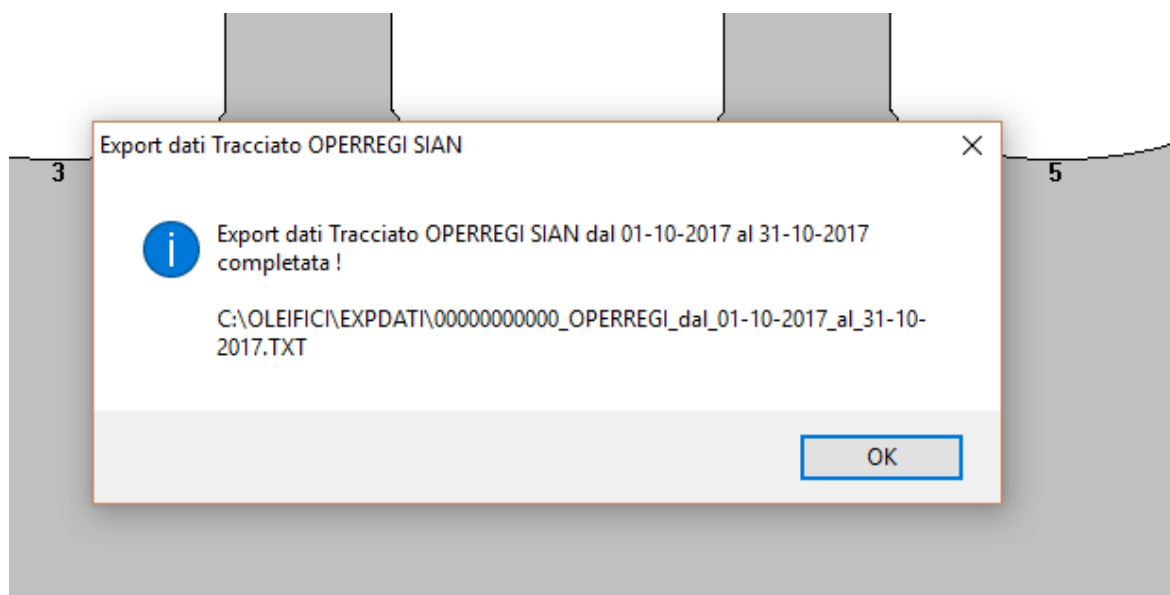 Export dati Tracciato OPERREGI SIAN
3
5
Export dati Tracciato OPERREGI SIAN dal 01-10-2017 al 31-10-2017
completata !
C:\OLEIFICI\EXPDATI\00000000000_OPERREGI_dal_01-10-2017_al_31-10-
2017.TXT
OK